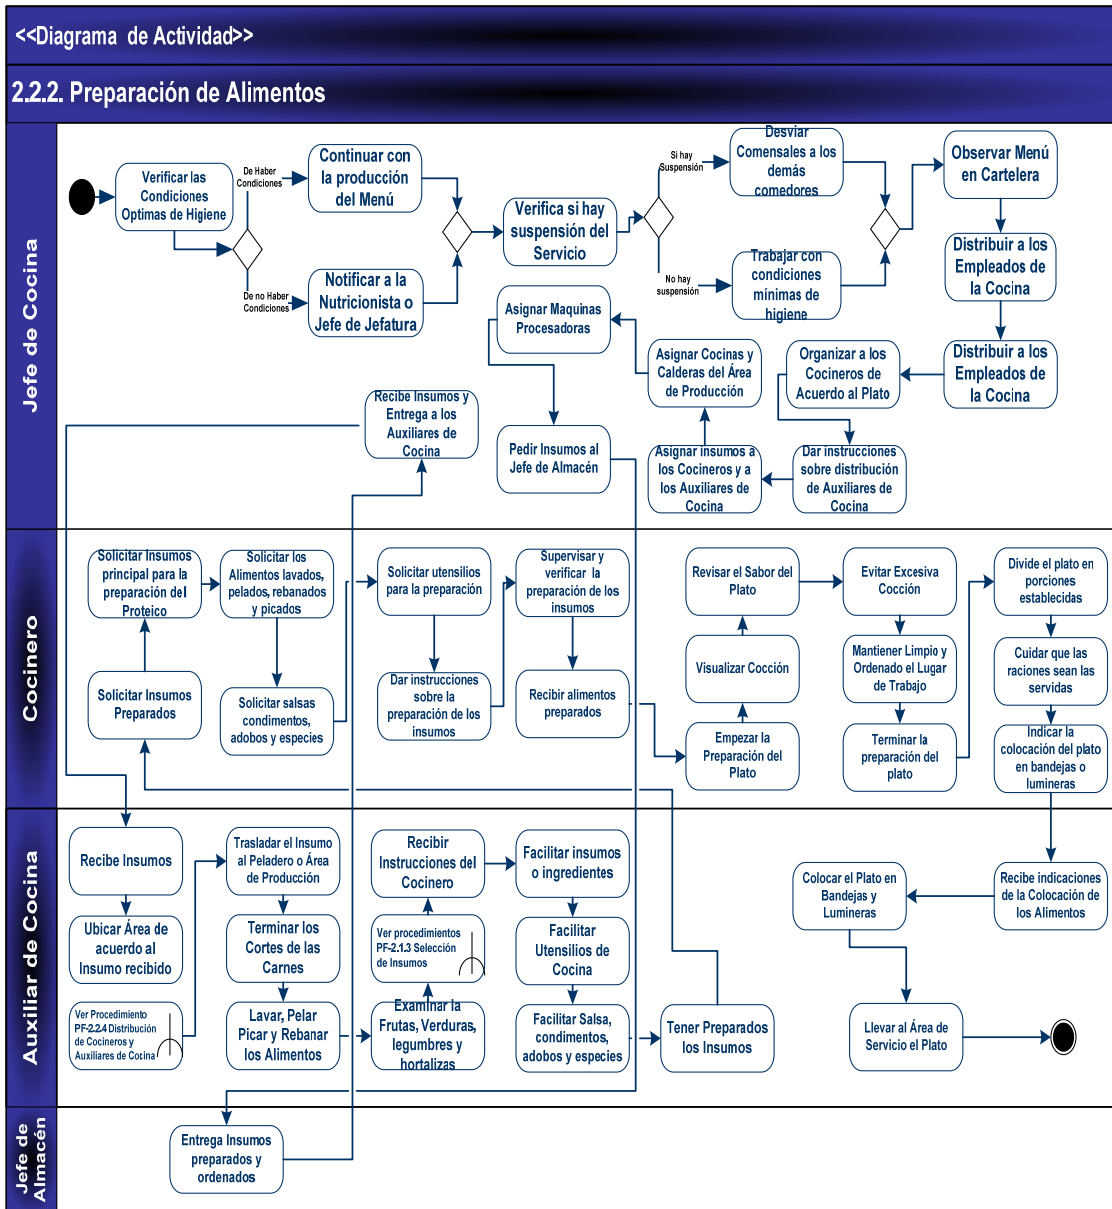 <<Diagrama de Actividad>>
2.2.2. Preparación de Alimentos
Jefe de Cocina
Verificar las
Condiciones
Optimas de Higiene
De Haber
Condiciones
De no Haber
Condiciones
Continuar con
la producción
del Menú
Notificar a la
Nutricionista o
Jefe de Jefatura
Verifica si hay
suspensión del
Servicio
Si hay
Suspensión
No hay
suspensión
Desviar
Comensales a los
demás
comedores
Trabajar con
condiciones
mínimas de
higiene
Observar Menú
en Cartelera
Distribuir a los
Empleados de
la Cocina
Distribuir a los
Empleados de
la Cocina
Organizar a los
Cocineros de
Acuerdo al Plato
Dar instrucciones
sobre distribución
de Auxiliares de
Cocina
Asignar insumos a
los Cocineros y a
los Auxiliares de
Cocina
Asignar Cocinas y
Calderas del Área
de Producción
Asignar Maquinas
Procesadoras
Pedir Insumos al
Jefe de Almacén
Recibe Insumos y
Entrega a los
Auxiliares de
Cocina
Cocinero
Solicitar Insumos
principal para la
preparación del
Proteico
Solicitar Insumos
Preparados
Solicitar los
Alimentos lavados,
pelados, rebanados
y picados
Solicitar salsas
condimentos,
adobos y especies
Solicitar utensilios
para la preparación
Dar instrucciones
sobre la
preparación de los
insumos
Supervisar y
verificar la
preparación de los
insumos
Recibir alimentos
preparados
Revisar el Sabor del
Plato
Visualizar Cocción
Empezar la
Preparación del
Plato
Evitar Excesiva
Cocción
Mantener Limpio y
Ordenado el Lugar
de Trabajo
Terminar la
preparación del
plato
Divide el plato en
porciones
establecidas
Cuidar que las
raciones sean las
servidas
Indicar la
colocación del plato
en bandejas o
lumineras
Auxiliar de Cocina
Recibe Insumos
Ubicar Área de
acuerdo al
Insumo recibido
Ver Procedimiento
PF-2.2.4 Distribución
de Cocineros y
Auxiliares de Cocina
Trasladar el Insumo
al Peladero o Área
de Producción
Terminar los
Cortes de las
Carnes
Lavar, Pelar
Picar y Rebanar
los Alimentos
Recibir
Instrucciones del
Cocinero
Ver procedimientos
PF-2.1.3 Selección
de Insumos
Examinar la
Frutas, Verduras,
legumbres y
hortalizas
Facilitar insumos
o ingredientes
Facilitar
Utensilios de
Cocina
Facilitar Salsa,
condimentos,
adobos y especies
Tener Preparados
los Insumos
Colocar el Plato en
Bandejas y
Lumineras
Recibe indicaciones
de la Colocación de
los Alimentos
Llevar al Área de
Servicio el Plato
Jefe de
Almacén
Entrega Insumos
preparados y
ordenados